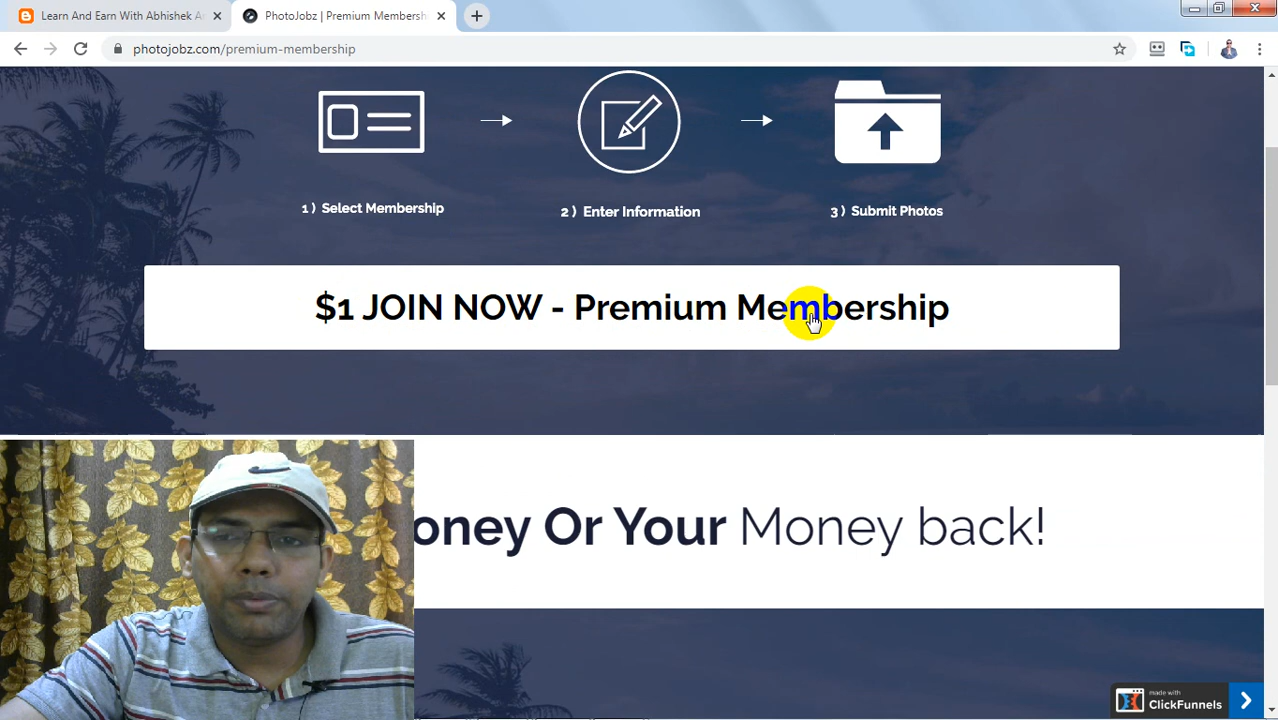 Learn And Earn With Abhishek A
PhotoJobz | Premium Membersh
photojobz.com/premium-membership
1 ) Select Membership
2 ) Enter Information
3 ) Submit Photos
$1 JOIN NOW - Premium Membership
oney Or Your Money back!
made with
ClickFunnels